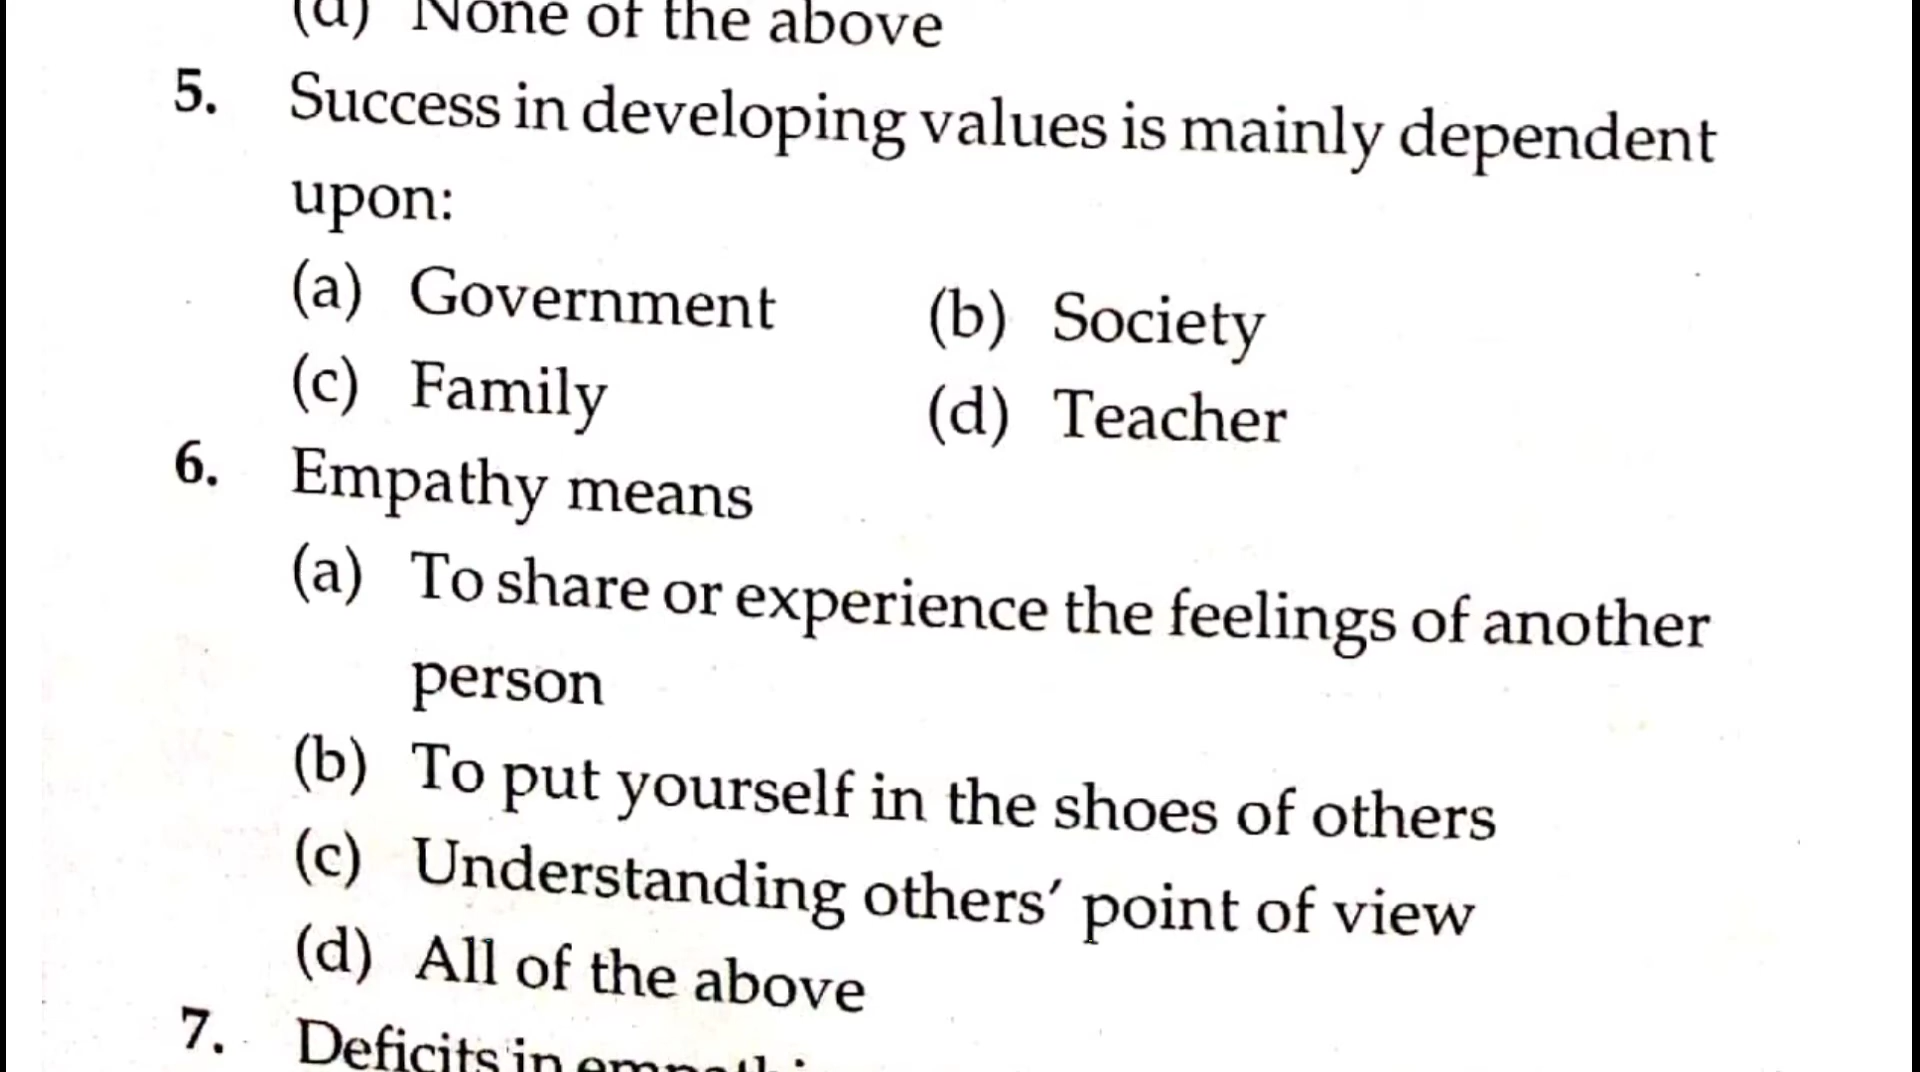 (d) None of the above
5. Success in developing values is mainly dependent
upon:
(a) Government (b) Society
(c) Family (d) Teacher
6. Empathy means
(a) To share or experience the feelings of another
person
(b) To put yourself in the shoes of others
(c) Understanding others' point of view
(d) All of the above
7. Deficits in